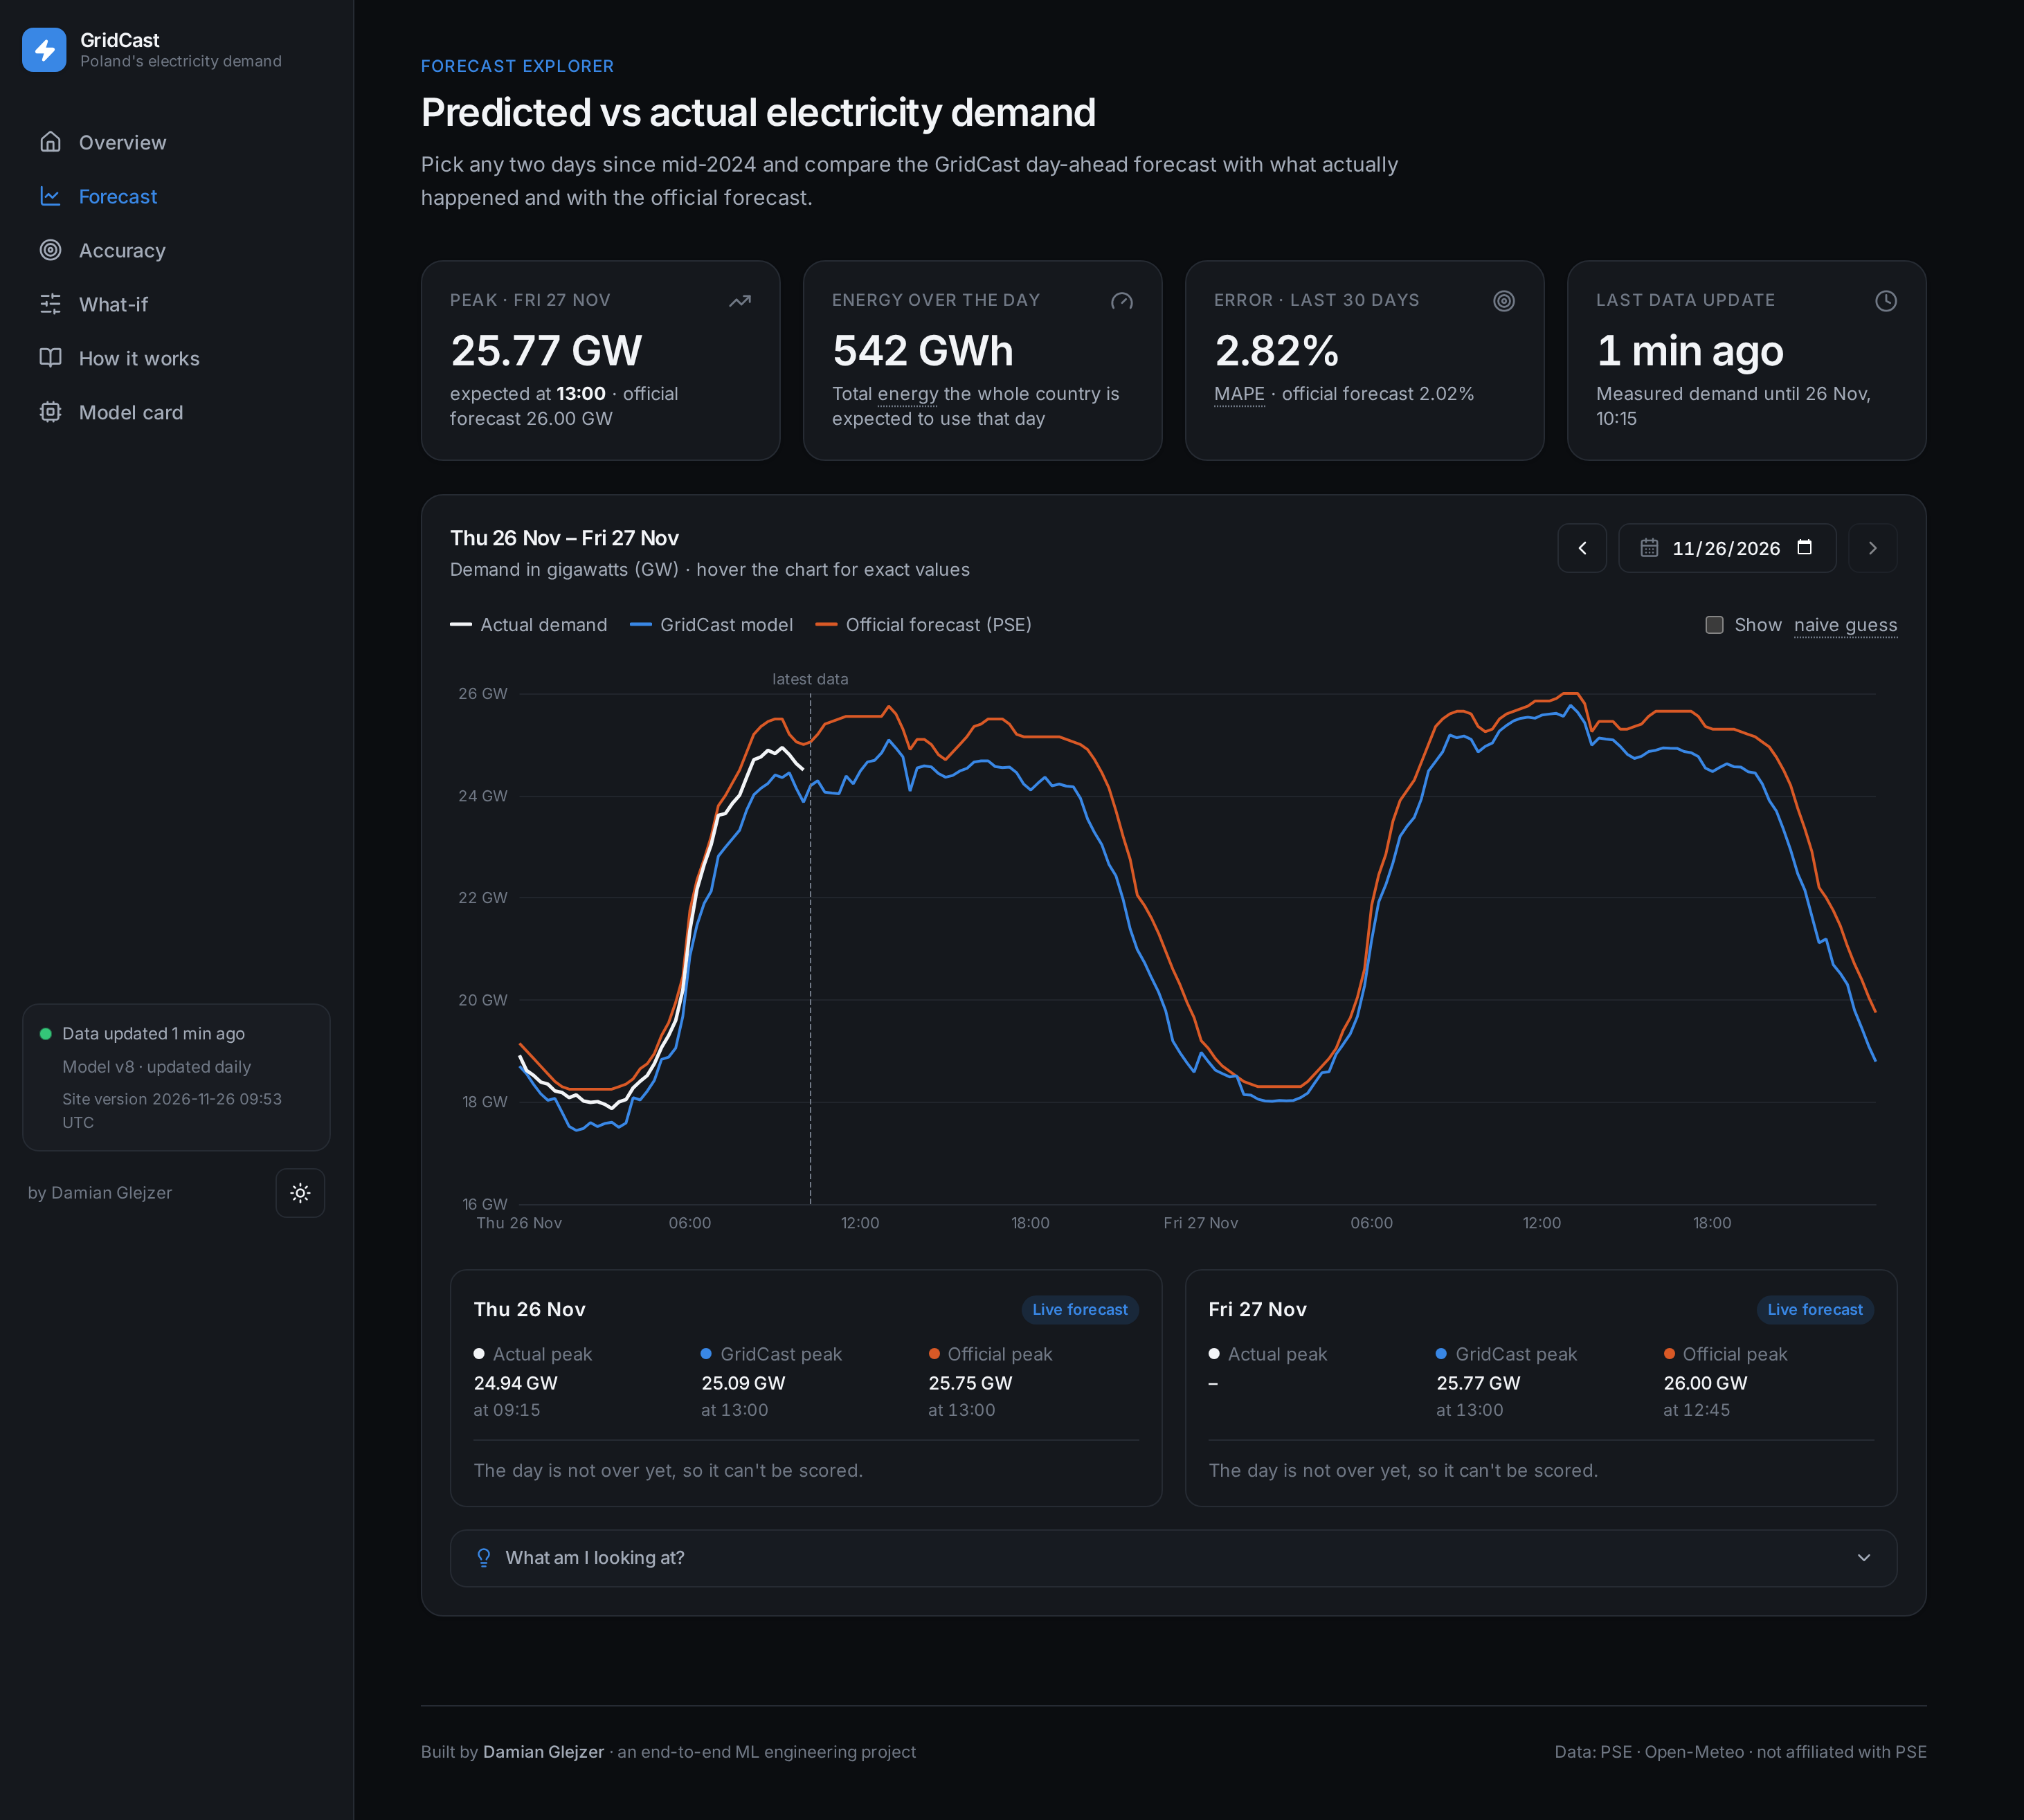 GridCast
Poland's electricity demand
Overview
Forecast
Accuracy
What-if
How it works
Model card
Data updated 1 min ago
Model v8 · updated daily
Site version 2026-11-26 09:53
UTC
by Damian Glejzer
FORECAST EXPLORER
Predicted vs actual electricity demand
Pick any two days since mid-2024 and compare the GridCast day-ahead forecast with what actually
happened and with the official forecast.
PEAK · FRI 27 NOV
25.77 GW
expected at 13:00 · official
forecast 26.00 GW
ENERGY OVER THE DAY
542 GWh
Total energy the whole country is
expected to use that day
ERROR · LAST 30 DAYS
2.82%
MAPE · official forecast 2.02%
LAST DATA UPDATE
1 min ago
Measured demand until 26 Nov,
10:15
Thu 26 Nov – Fri 27 Nov
Demand in gigawatts (GW) · hover the chart for exact values
11/26/2026
Actual demand
GridCast model
Official forecast (PSE)
Show naive guess
latest data
26 GW
24 GW
22 GW
20 GW
18 GW
16 GW
Thu 26 Nov 06:00 12:00 18:00 Fri 27 Nov 06:00 12:00 18:00
Thu 26 Nov
Live forecast
Actual peak
24.94 GW
at 09:15
GridCast peak
25.09 GW
at 13:00
Official peak
25.75 GW
at 13:00
The day is not over yet, so it can't be scored.
Fri 27 Nov
Live forecast
Actual peak
–
GridCast peak
25.77 GW
at 13:00
Official peak
26.00 GW
at 12:45
The day is not over yet, so it can't be scored.
What am I looking at?
Built by Damian Glejzer · an end-to-end ML engineering project
Data: PSE · Open-Meteo · not affiliated with PSE